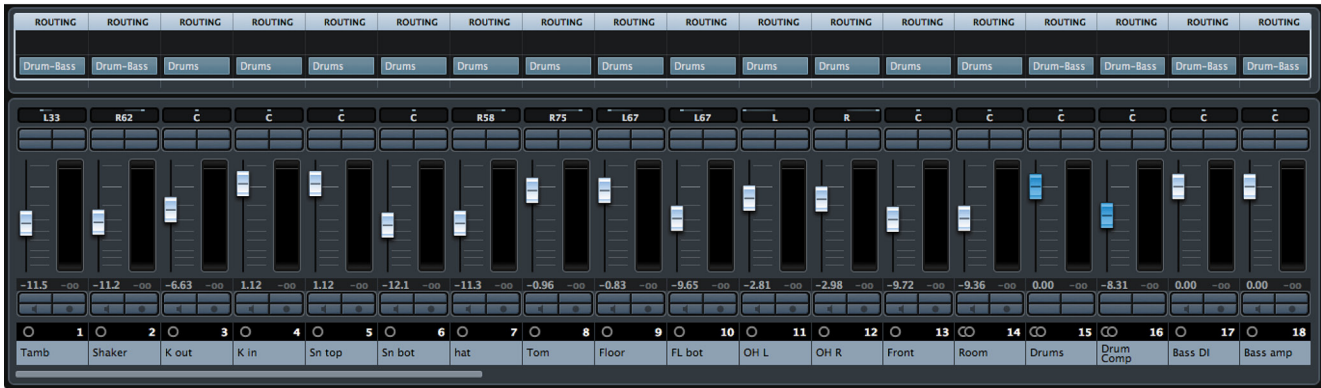 ROUTING ROUTING ROUTING ROUTING ROUTING ROUTING ROUTING ROUTING ROUTING ROUTING ROUTING ROUTING ROUTING ROUTING ROUTING ROUTING ROUTING ROUTING
Drum-Bass Drum-Bass Drums Drums Drums Drums Drums Drums Drums Drums Drums Drums Drums Drums Drum-Bass Drum-Bass Drum-Bass Drum-Bass
L33 R62 C C C C R58 R75 L67 L67 L R C C C C C C
-11.5 -oo -11.2 -oo -6.63 -oo 1.12 -oo 1.12 -oo -12.1 -oo -11.3 -oo -0.96 -oo -0.83 -oo -9.65 -oo -2.81 -oo -2.98 -oo -9.72 -oo -9.36 -oo 0.00 -oo -8.31 -oo 0.00 -oo 0.00 -oo
1 2 3 4 5 6 7 8 9 10 11 12 13 14 15 16 17 18
Tamb Shaker K out K in Sn top Sn bot hat Tom Floor FL bot OH L OH R Front Room Drums Drum Comp Bass DI Bass amp